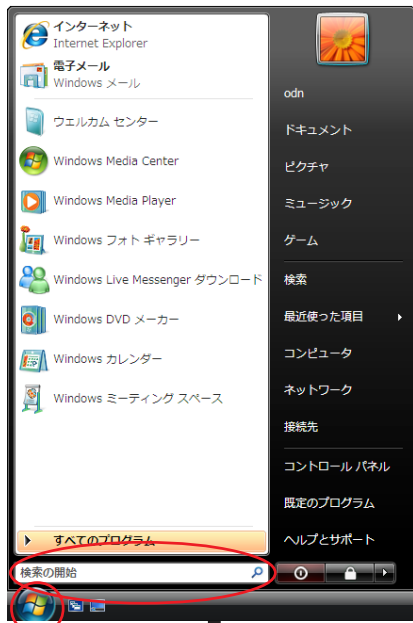 インターネット
Internet Explorer
電子メール
Windows メール
ウェルカム センター
Windows Media Center
Windows Media Player
Windows フォト ギャラリー
Windows Live Messenger ダウンロード
Windows DVD メーカー
Windows カレンダー
Windows ミーティング スペース
すべてのプログラム
検索の開始
odn
ドキュメント
ピクチャ
ミュージック
ゲーム
検索
最近使った項目
コンピュータ
ネットワーク
接続先
コントロール パネル
既定のプログラム
ヘルプとサポート